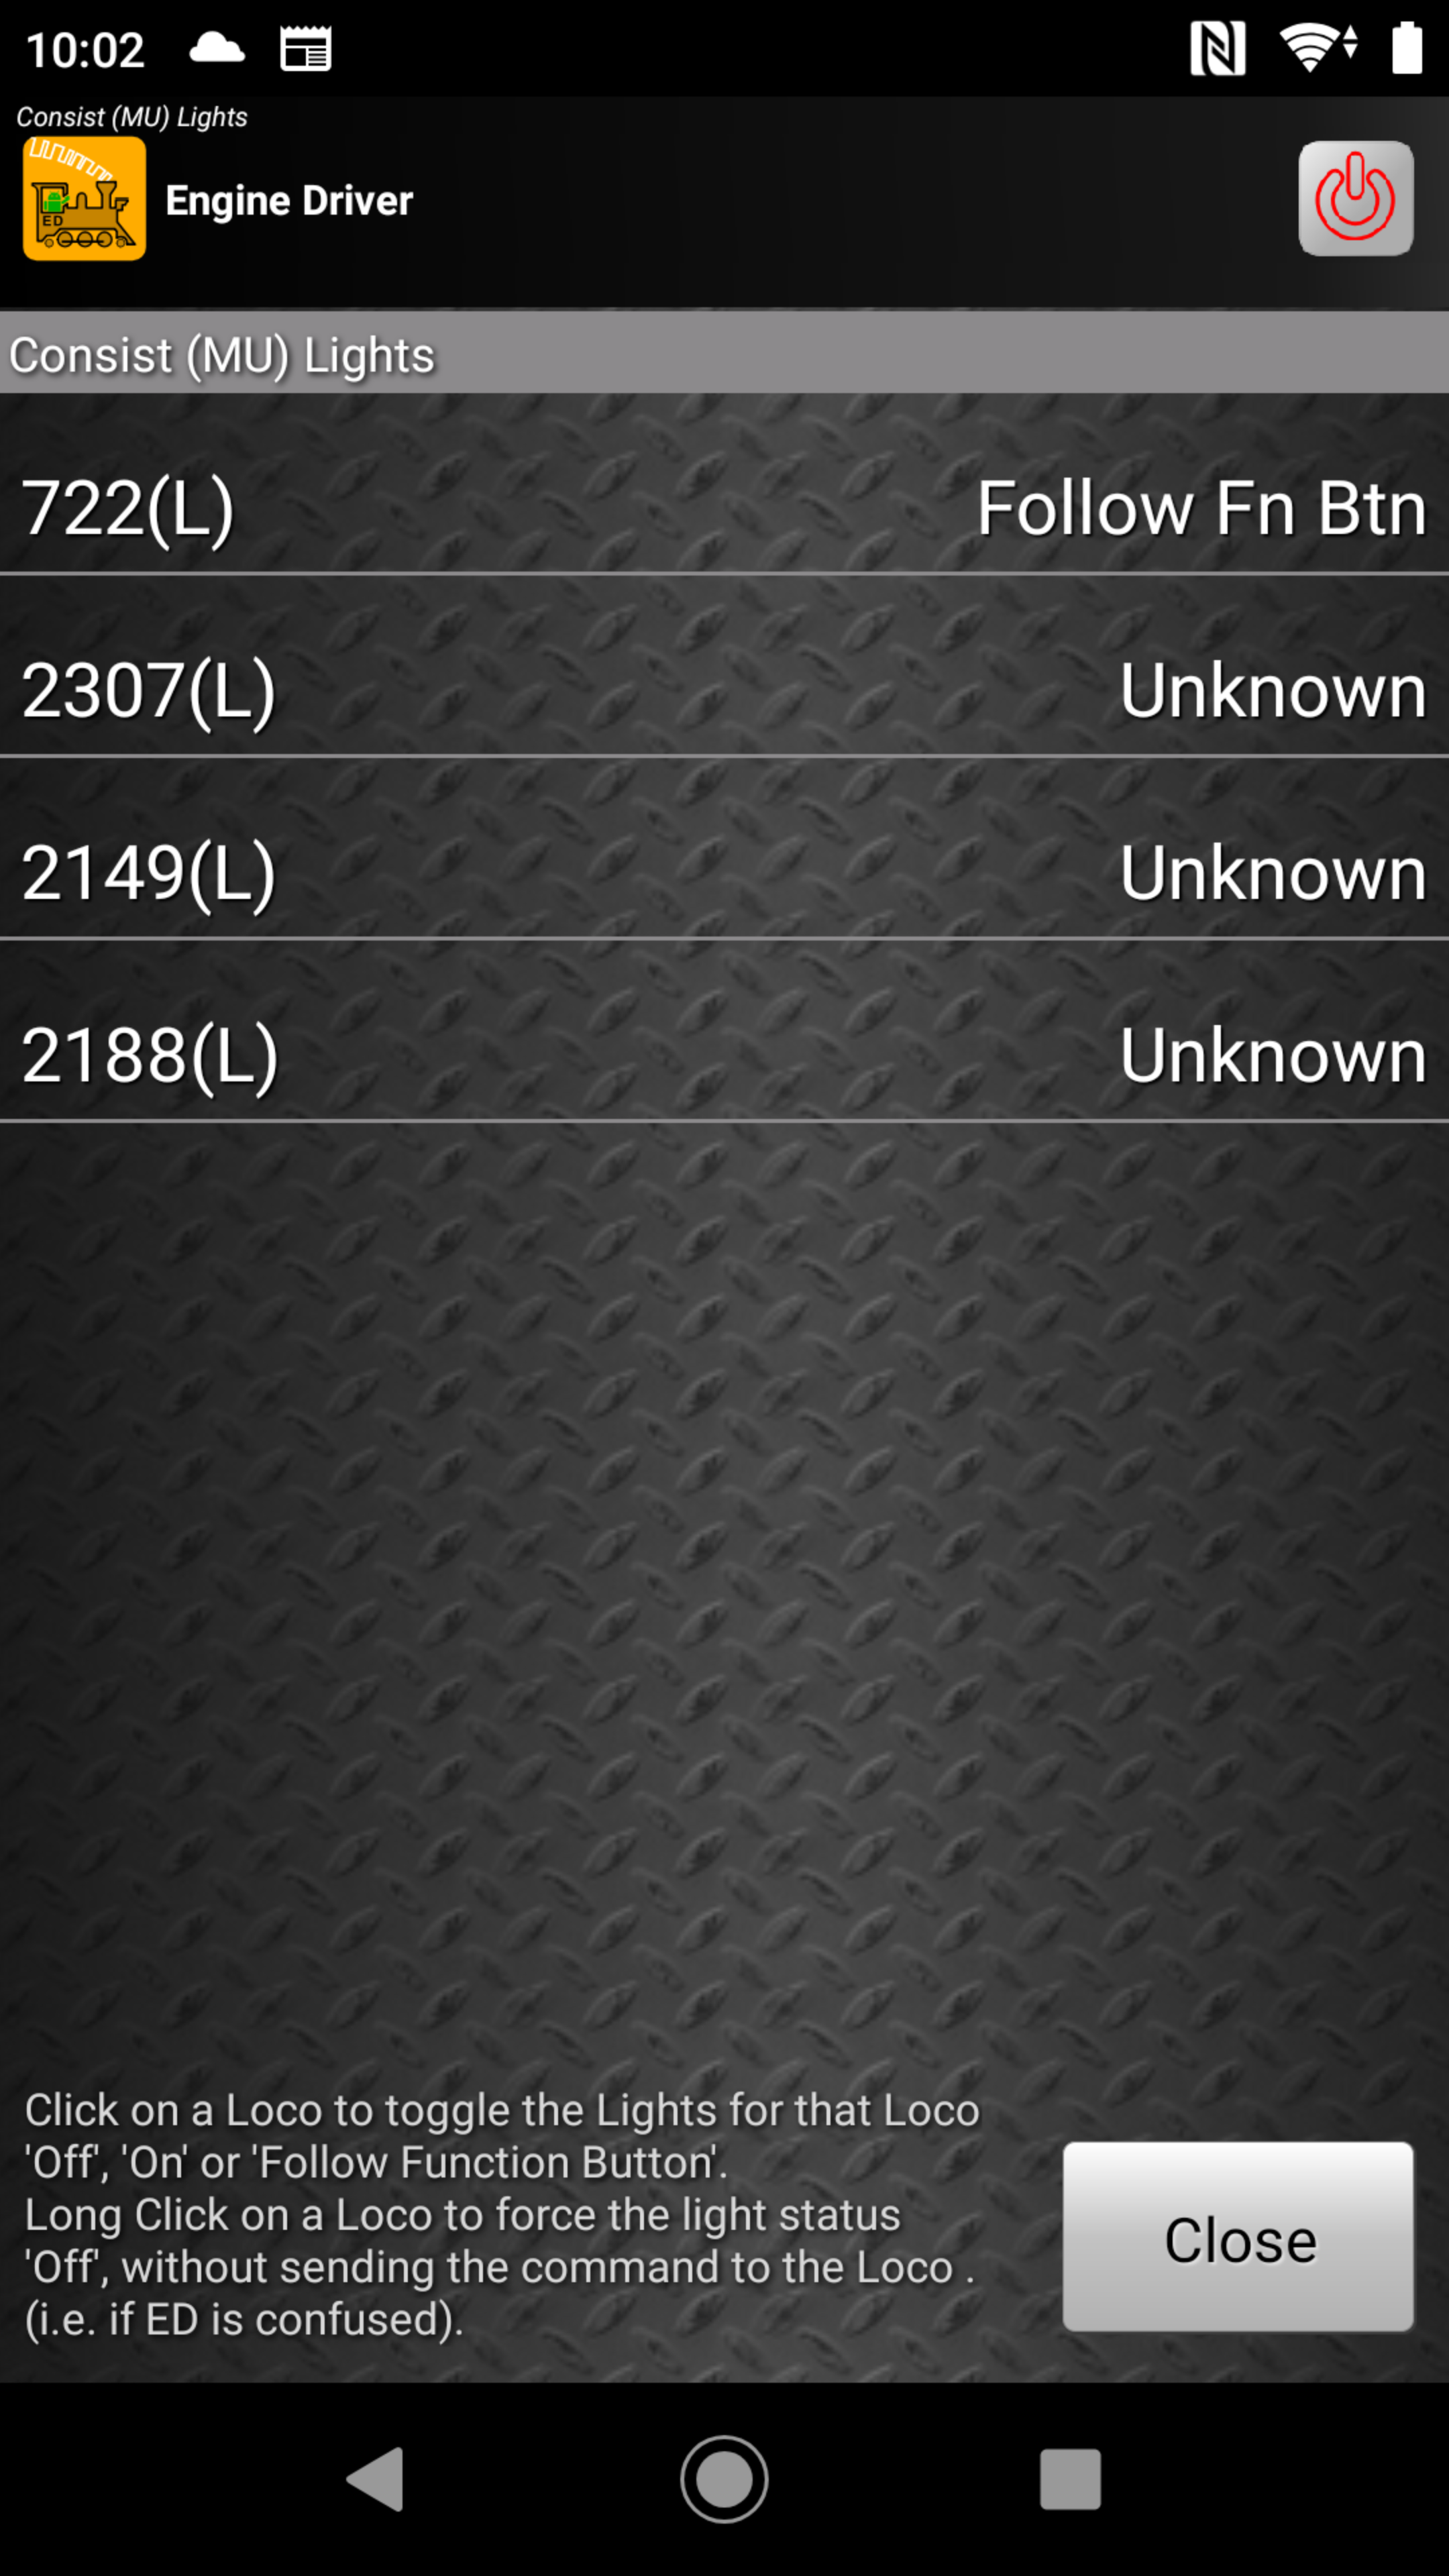 10:02
Consist (MU) Lights
ED
Engine Driver
Consist (MU) Lights
722(L) Follow Fn Btn
2307(L) Unknown
2149(L) Unknown
2188(L) Unknown
Click on a Loco to toggle the Lights for that Loco
'Off', 'On' or 'Follow Function Button'.
Long Click on a Loco to force the light status
'Off', without sending the command to the Loco .
(i.e. if ED is confused).
Close